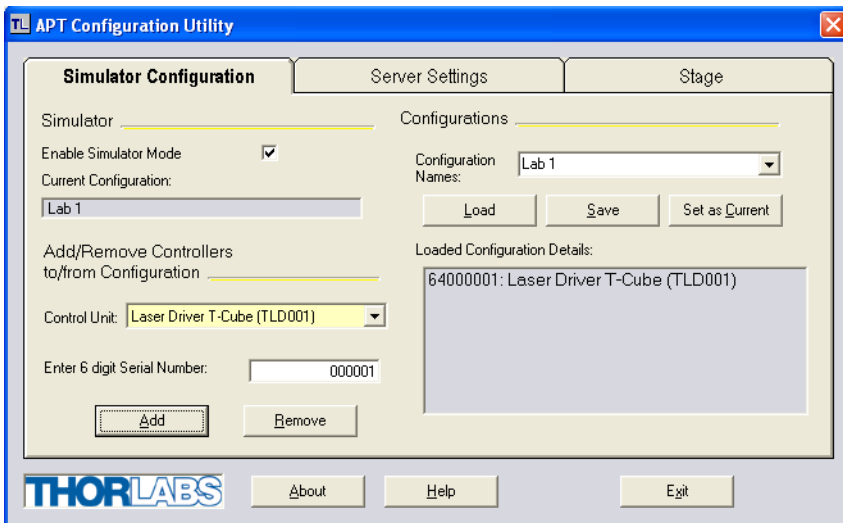 TL APT Configuration Utility
Simulator Configuration
Server Settings
Stage
Simulator
Enable Simulator Mode
Current Configuration:
Lab 1
Add/Remove Controllers
to/from Configuration
Control Unit: Laser Driver T-Cube (TLD001)
Enter 6 digit Serial Number: 000001
Add
Remove
Configurations
Configuration
Names:
Lab 1
Load
Save
Set as Current
Loaded Configuration Details:
64000001: Laser Driver T-Cube (TLD001)
THORLABS
About
Help
Exit